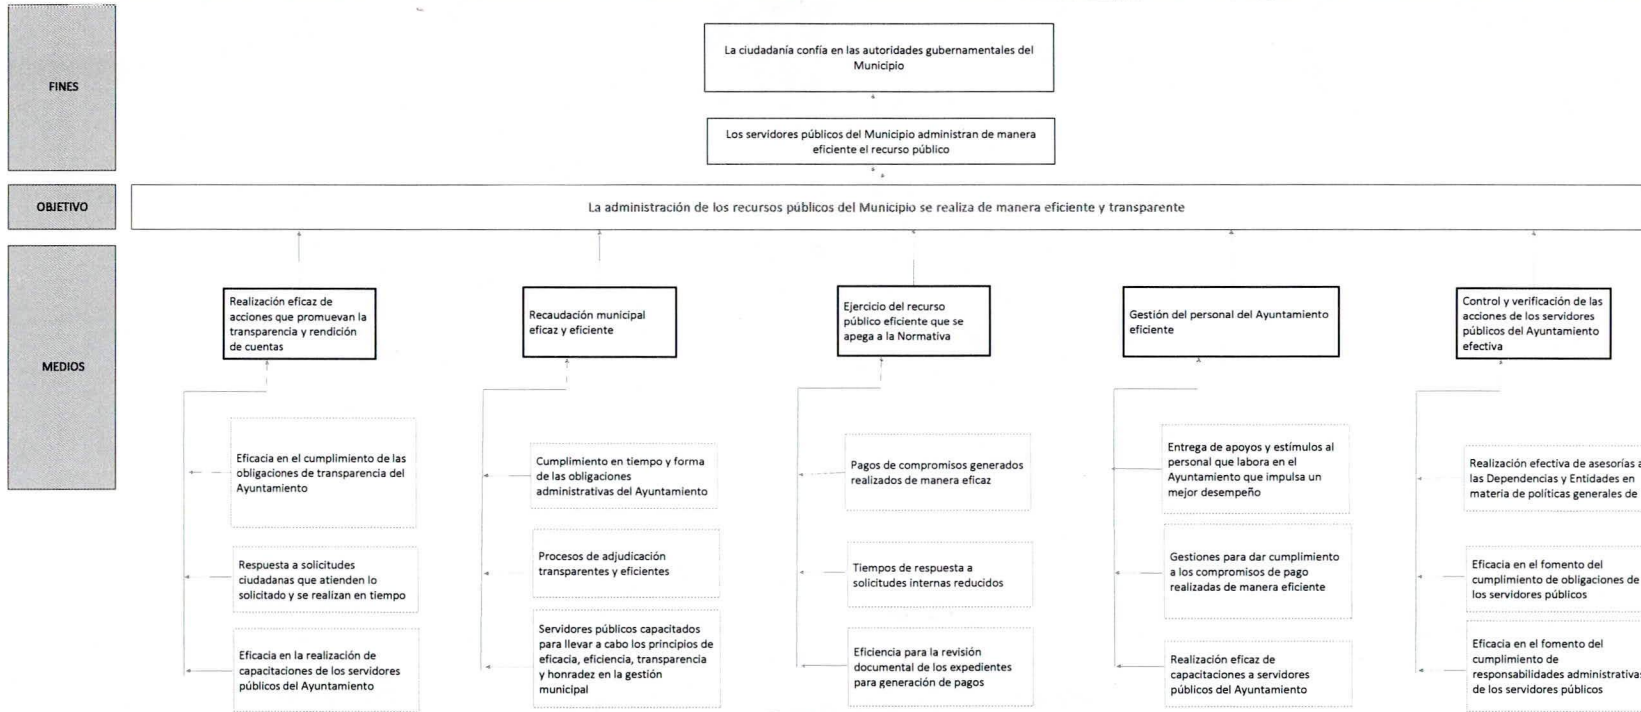 FINES
La ciudadanía confía en las autoridades gubernamentales del
Municipio
Los servidores públicos del Municipio administran de manera
eficiente el recurso público
OBJETIVO
La administración de los recursos públicos del Municipio se realiza de manera eficiente y transparente
MEDIOS
Realización eficaz de
acciones que promuevan la
transparencia y rendición
de cuentas
Eficacia en el cumplimiento de las
obligaciones de transparencia del
Ayuntamiento
Respuesta a solicitudes
ciudadanas que atienden lo
solicitado y se realizan en tiempo
Eficacia en la realización de
capacitaciones de los servidores
públicos del Ayuntamiento
Recaudación municipal
eficaz y eficiente
Cumplimiento en tiempo y forma
de las obligaciones
administrativas del Ayuntamiento
Procesos de adjudicación
transparentes y eficientes
Servidores públicos capacitados
para llevar a cabo los principios de
eficacia, eficiencia, transparencia
y honradez en la gestión
municipal
Ejercicio del recurso
público eficiente que se
apega a la Normativa
Pagos de compromisos generados
realizados de manera eficaz
Tiempos de respuesta a
solicitudes internas reducidos
Eficiencia para la revisión
documental de los expedientes
para generación de pagos
Gestión del personal del Ayuntamiento
eficiente
Entrega de apoyos y estímulos al
personal que labora en el
Ayuntamiento que impulsa un
mejor desempeño
Gestiones para dar cumplimiento
a los compromisos de pago
realizadas de manera eficiente
Realización eficaz de
capacitaciones a servidores
públicos del Ayuntamiento
Control y verificación de las
acciones de los servidores
públicos del Ayuntamiento
efectiva
Realización efectiva de asesorías a
las Dependencias y Entidades en
materia de políticas generales de
Eficacia en el fomento del
cumplimiento de obligaciones de
los servidores públicos
Eficacia en el fomento del
cumplimiento de
responsabilidades administrativas
de los servidores públicos